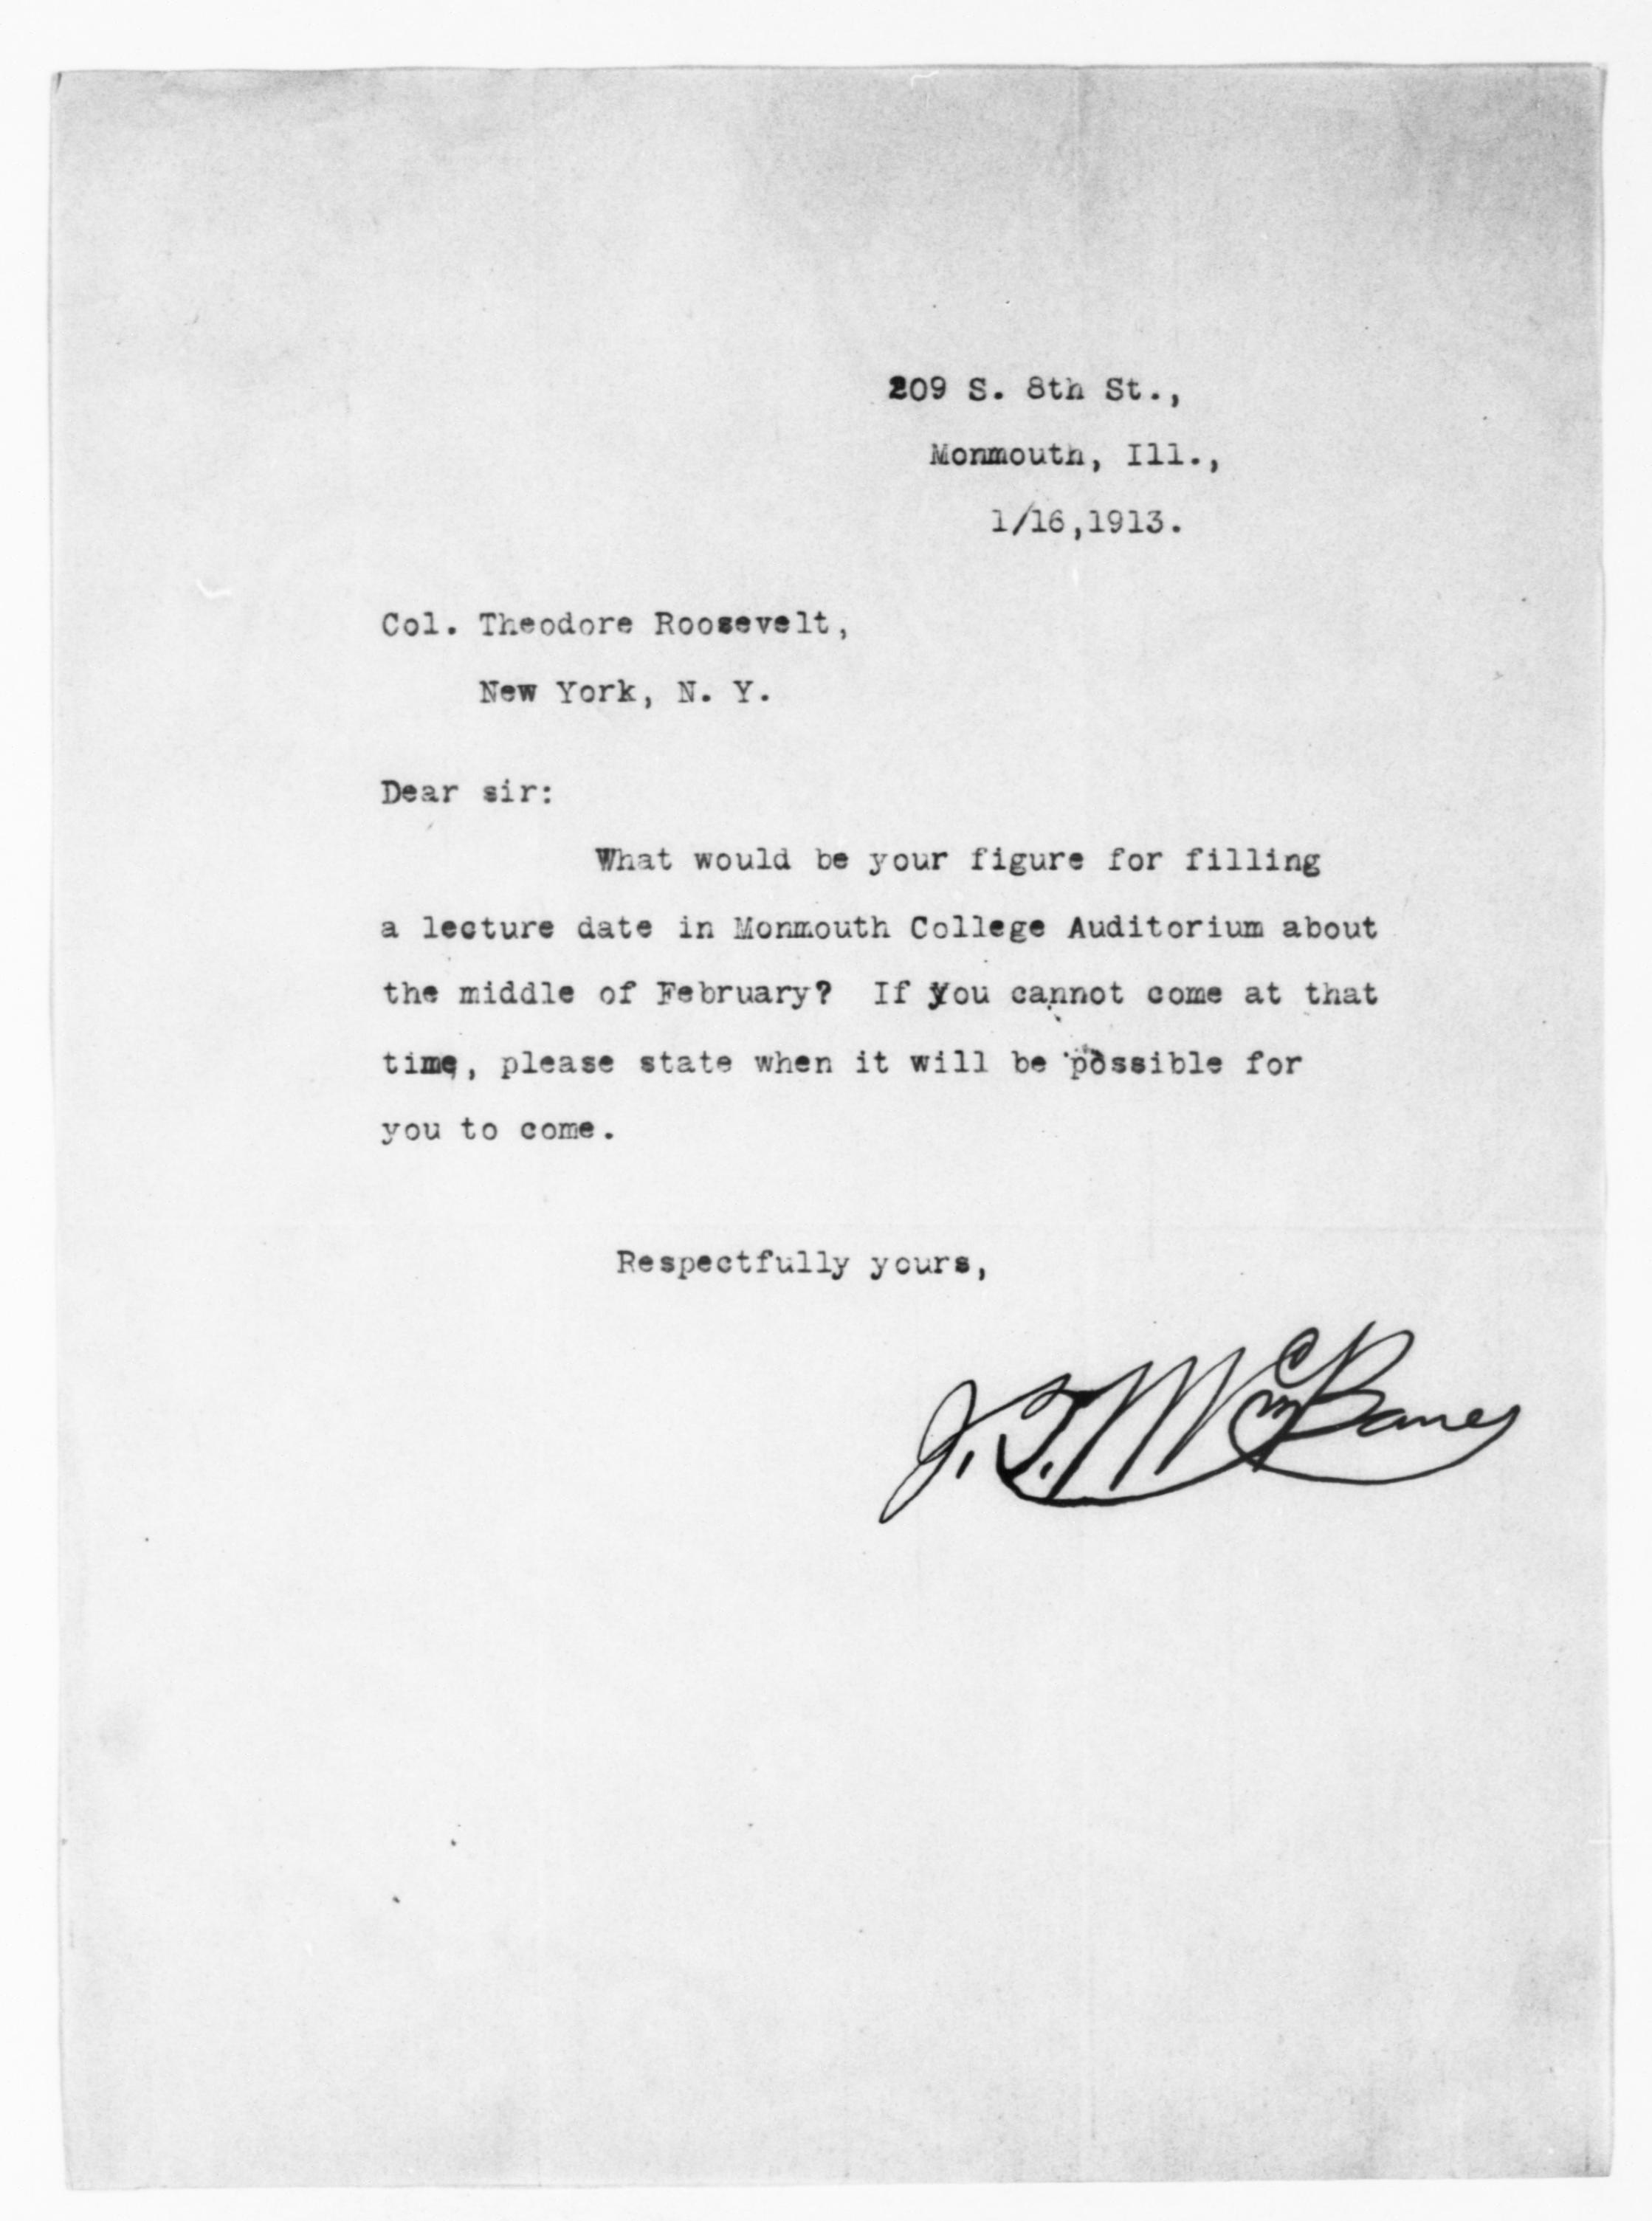 209 S. 8th St.,
Monmouth, Ill.,
1/16,1913.
Col. Theodore Roosevelt,
New York, N. Y.
Dear sir:
What would be your figure for filling
a lecture date in Monmouth College Auditorium about
the middle of February? If you cannot come at that
time, please state when it will be possible for
you to come.
Respectfully yours,